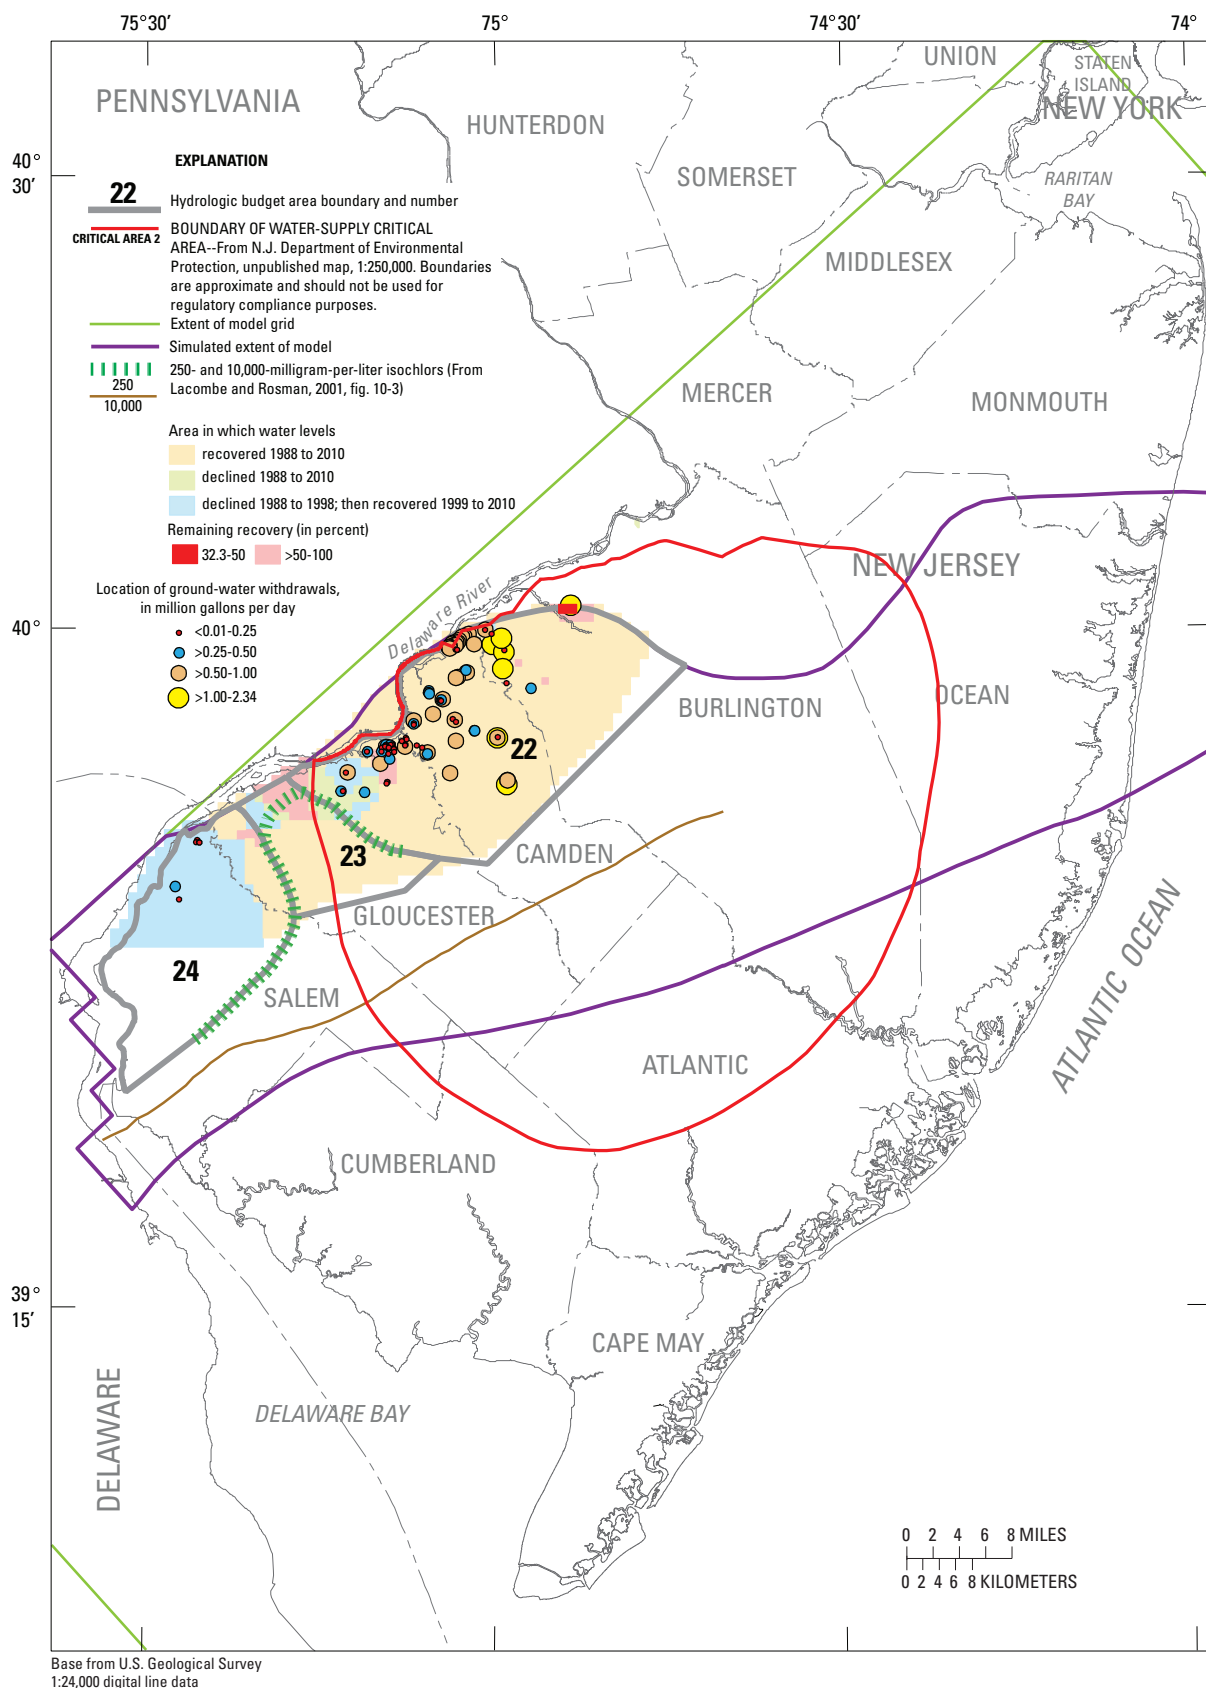 75°30′ 75° 74°30′ 74°
PENNSYLVANIA
UNION
STATEN
ISLAND
NEW YORK
HUNTERDON
SOMERSET
RARITAN
BAY
MIDDLESEX
MERCER
MONMOUTH
40°
30′
EXPLANATION
22 Hydrologic budget area boundary and number
CRITICAL AREA 2
BOUNDARY OF WATER-SUPPLY CRITICAL
AREA--From N.J. Department of Environmental
Protection, unpublished map, 1:250,000. Boundaries
are approximate and should not be used for
regulatory compliance purposes.
Extent of model grid
Simulated extent of model
250- and 10,000-milligram-per-liter isochlors (From
Lacombe and Rosman, 2001, fig. 10-3)
250
10,000
Area in which water levels
recovered 1988 to 2010
declined 1988 to 2010
declined 1988 to 1998; then recovered 1999 to 2010
Remaining recovery (in percent)
32.3-50 >50-100
Location of ground-water withdrawals,
in million gallons per day
<0.01-0.25
>0.25-0.50
>0.50-1.00
>1.00-2.34
NEW JERSEY
Delaware River
40°
BURLINGTON
OCEAN
22
23
CAMDEN
GLOUCESTER
24
SALEM
ATLANTIC
ATLANTIC OCEAN
CUMBERLAND
39°
15′
CAPE MAY
DELAWARE
DELAWARE BAY
0 2 4 6 8 MILES
0 2 4 6 8 KILOMETERS
Base from U.S. Geological Survey
1:24,000 digital line data